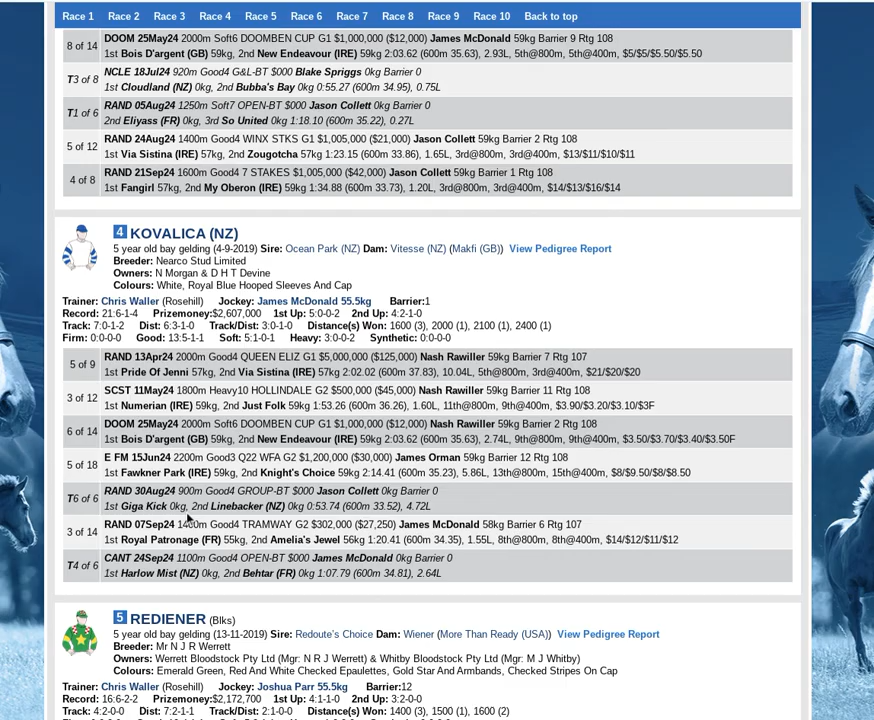 Race 1 Race 2 Race 3 Race 4 Race 5 Race 6 Race 7 Race 8 Race 9 Race 10 Back to top
8 of 14 DOOM 25May24 2000m Soft6 DOOMBEN CUP G1 $1,000,000 ($12,000) James McDonald 59kg Barrier 9 Rtg 108
1st Bois D'argent (GB) 59kg, 2nd New Endeavour (IRE) 59kg 2:03.62 (600m 35.63), 2.93L, 5th@800m, 5th@400m, $5/$5/$5.50/$5.50
T3 of 8 NCLE 18Jul24 920m Good4 G&L-BT $000 Blake Spriggs 0kg Barrier 0
1st Cloudland (NZ) 0kg, 2nd Bubba's Bay 0kg 0:55.27 (600m 34.95), 0.75L
T1 of 6 RAND 05Aug24 1250m Soft7 OPEN-BT $000 Jason Collett 0kg Barrier 0
2nd Eliyass (FR) 0kg, 3rd So United 0kg 1:18.10 (600m 35.22), 0.27L
5 of 12 RAND 24Aug24 1400m Good4 WINX STKS G1 $1,005,000 ($21,000) Jason Collett 59kg Barrier 2 Rtg 108
1st Via Sistina (IRE) 57kg, 2nd Zougotcha 57kg 1:23.15 (600m 33.86), 1.65L, 3rd@800m, 3rd@400m, $13/$11/$10/$11
4 of 8 RAND 21Sep24 1600m Good4 7 STAKES $1,005,000 ($42,000) Jason Collett 59kg Barrier 1 Rtg 108
1st Fangirl 57kg, 2nd My Oberon (IRE) 59kg 1:34.88 (600m 33.73), 1.20L, 3rd@800m, 3rd@400m, $14/$13/$16/$14
4 KOVALICA (NZ)
5 year old bay gelding (4-9-2019) Sire: Ocean Park (NZ) Dam: Vitesse (NZ) (Makfi (GB)) View Pedigree Report
Breeder: Nearco Stud Limited
Owners: N Morgan & D H T Devine
Colours: White, Royal Blue Hooped Sleeves And Cap
Trainer: Chris Waller (Rosehill) Jockey: James McDonald 55.5kg Barrier:1
Record: 21:6-1-4 Prizemoney:$2,607,000 1st Up: 5:0-0-2 2nd Up: 4:2-1-0
Track: 7:0-1-2 Dist: 6:3-1-0 Track/Dist: 3:0-1-0 Distance(s) Won: 1600 (3), 2000 (1), 2100 (1), 2400 (1)
Firm: 0:0-0-0 Good: 13:5-1-1 Soft: 5:1-0-1 Heavy: 3:0-0-2 Synthetic: 0:0-0-0
5 of 9 RAND 13Apr24 2000m Good4 QUEEN ELIZ G1 $5,000,000 ($125,000) Nash Rawiller 59kg Barrier 7 Rtg 107
1st Pride Of Jenni 57kg, 2nd Via Sistina (IRE) 57kg 2:02.02 (600m 37.83), 10.04L, 5th@800m, 3rd@400m, $21/$20/$20
3 of 12 SCST 11May24 1800m Heavy10 HOLLINDALE G2 $500,000 ($45,000) Nash Rawiller 59kg Barrier 11 Rtg 108
1st Numerian (IRE) 59kg, 2nd Just Folk 59kg 1:53.26 (600m 36.26), 1.60L, 11th@800m, 9th@400m, $3.90/$3.20/$3.10/$3F
6 of 14 DOOM 25May24 2000m Soft6 DOOMBEN CUP G1 $1,000,000 ($12,000) Nash Rawiller 59kg Barrier 2 Rtg 108
1st Bois D'argent (GB) 59kg, 2nd New Endeavour (IRE) 59kg 2:03.62 (600m 35.63), 2.74L, 9th@800m, 9th@400m, $3.50/$3.70/$3.40/$3.50F
5 of 18 E FM 15Jun24 2200m Good3 Q22 WFA G2 $1,200,000 ($30,000) James Orman 59kg Barrier 12 Rtg 108
1st Fawkner Park (IRE) 59kg, 2nd Knight's Choice 59kg 2:14.41 (600m 35.23), 5.86L, 13th@800m, 15th@400m, $8/$9.50/$8/$8.50
T6 of 6 RAND 30Aug24 900m Good4 GROUP-BT $000 Jason Collett 0kg Barrier 0
1st Giga Kick 0kg, 2nd Linebacker (NZ) 0kg 0:53.74 (600m 33.52), 4.72L
3 of 14 RAND 07Sep24 1400m Good4 TRAMWAY G2 $302,000 ($27,250) James McDonald 58kg Barrier 6 Rtg 107
1st Royal Patronage (FR) 55kg, 2nd Amelia's Jewel 56kg 1:20.41 (600m 34.35), 1.55L, 8th@800m, 8th@400m, $14/$12/$11/$12
T4 of 6 CANT 24Sep24 1100m Good4 OPEN-BT $000 James McDonald 0kg Barrier 0
1st Harlow Mist (NZ) 0kg, 2nd Behtar (FR) 0kg 1:07.79 (600m 34.81), 2.64L
5 REDIENER (Blks)
5 year old bay gelding (13-11-2019) Sire: Redoute's Choice Dam: Wiener (More Than Ready (USA)) View Pedigree Report
Breeder: Mr N J R Werrett
Owners: Werrett Bloodstock Pty Ltd (Mgr: N R J Werrett) & Whitby Bloodstock Pty Ltd (Mgr: M J Whitby)
Colours: Emerald Green, Red And White Checked Epaulettes, Gold Star And Armbands, Checked Stripes On Cap
Trainer: Chris Waller (Rosehill) Jockey: Joshua Parr 55.5kg Barrier:12
Record: 16:6-2-2 Prizemoney:$2,172,700 1st Up: 4:1-1-0 2nd Up: 3:2-0-0
Track: 4:2-0-0 Dist: 7:2-1-1 Track/Dist: 2:1-0-0 Distance(s) Won: 1400 (3), 1500 (1), 1600 (2)